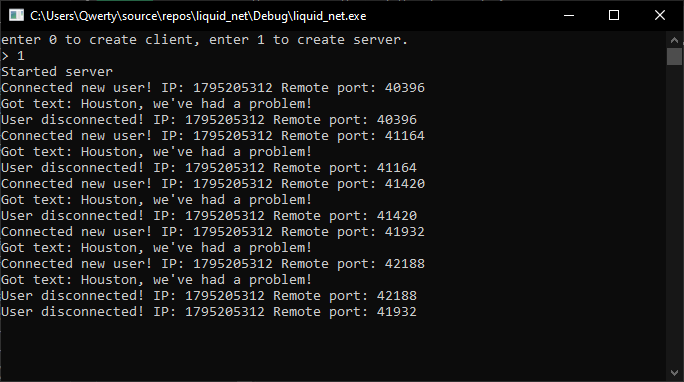 C:\Users\Qwerty\source\repos\liquid_net\Debug\liquid_net.exe
enter 0 to create client, enter 1 to create server.
> 1
Started server
Connected new user! IP: 1795205312 Remote port: 40396
Got text: Houston, we've had a problem!
User disconnected! IP: 1795205312 Remote port: 40396
Connected new user! IP: 1795205312 Remote port: 41164
Got text: Houston, we've had a problem!
User disconnected! IP: 1795205312 Remote port: 41164
Connected new user! IP: 1795205312 Remote port: 41420
Got text: Houston, we've had a problem!
User disconnected! IP: 1795205312 Remote port: 41420
Connected new user! IP: 1795205312 Remote port: 41932
Got text: Houston, we've had a problem!
Connected new user! IP: 1795205312 Remote port: 42188
Got text: Houston, we've had a problem!
User disconnected! IP: 1795205312 Remote port: 42188
User disconnected! IP: 1795205312 Remote port: 41932